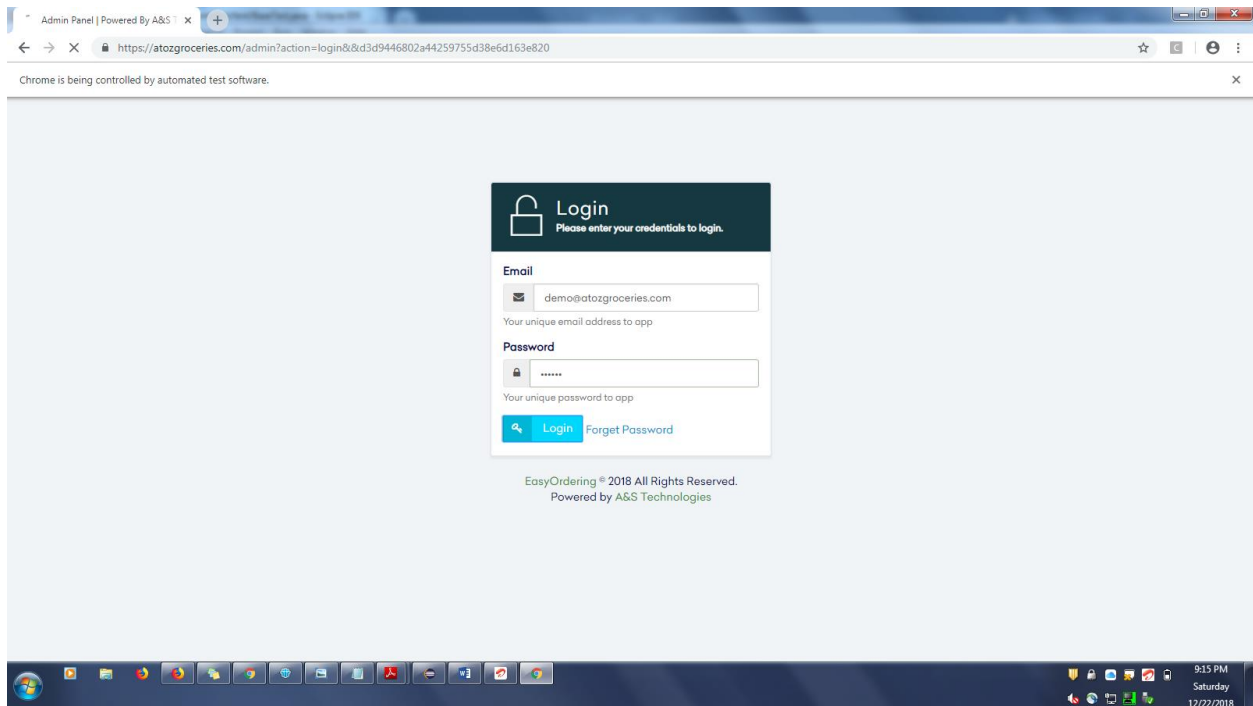 Admin Panel | Powered By A&S T
https://atozgroceries.com/admin?action=login&&d3d9446802a44259755d38e6d163e820
Chrome is being controlled by automated test software.
Login
Please enter your credentials to login.
Email
demo@atozgroceries.com
Your unique email address to app
Password
••••••
Your unique password to app
Login Forget Password
EasyOrdering © 2018 All Rights Reserved.
Powered by A&S Technologies
9:15 PM
Saturday
12/22/2018